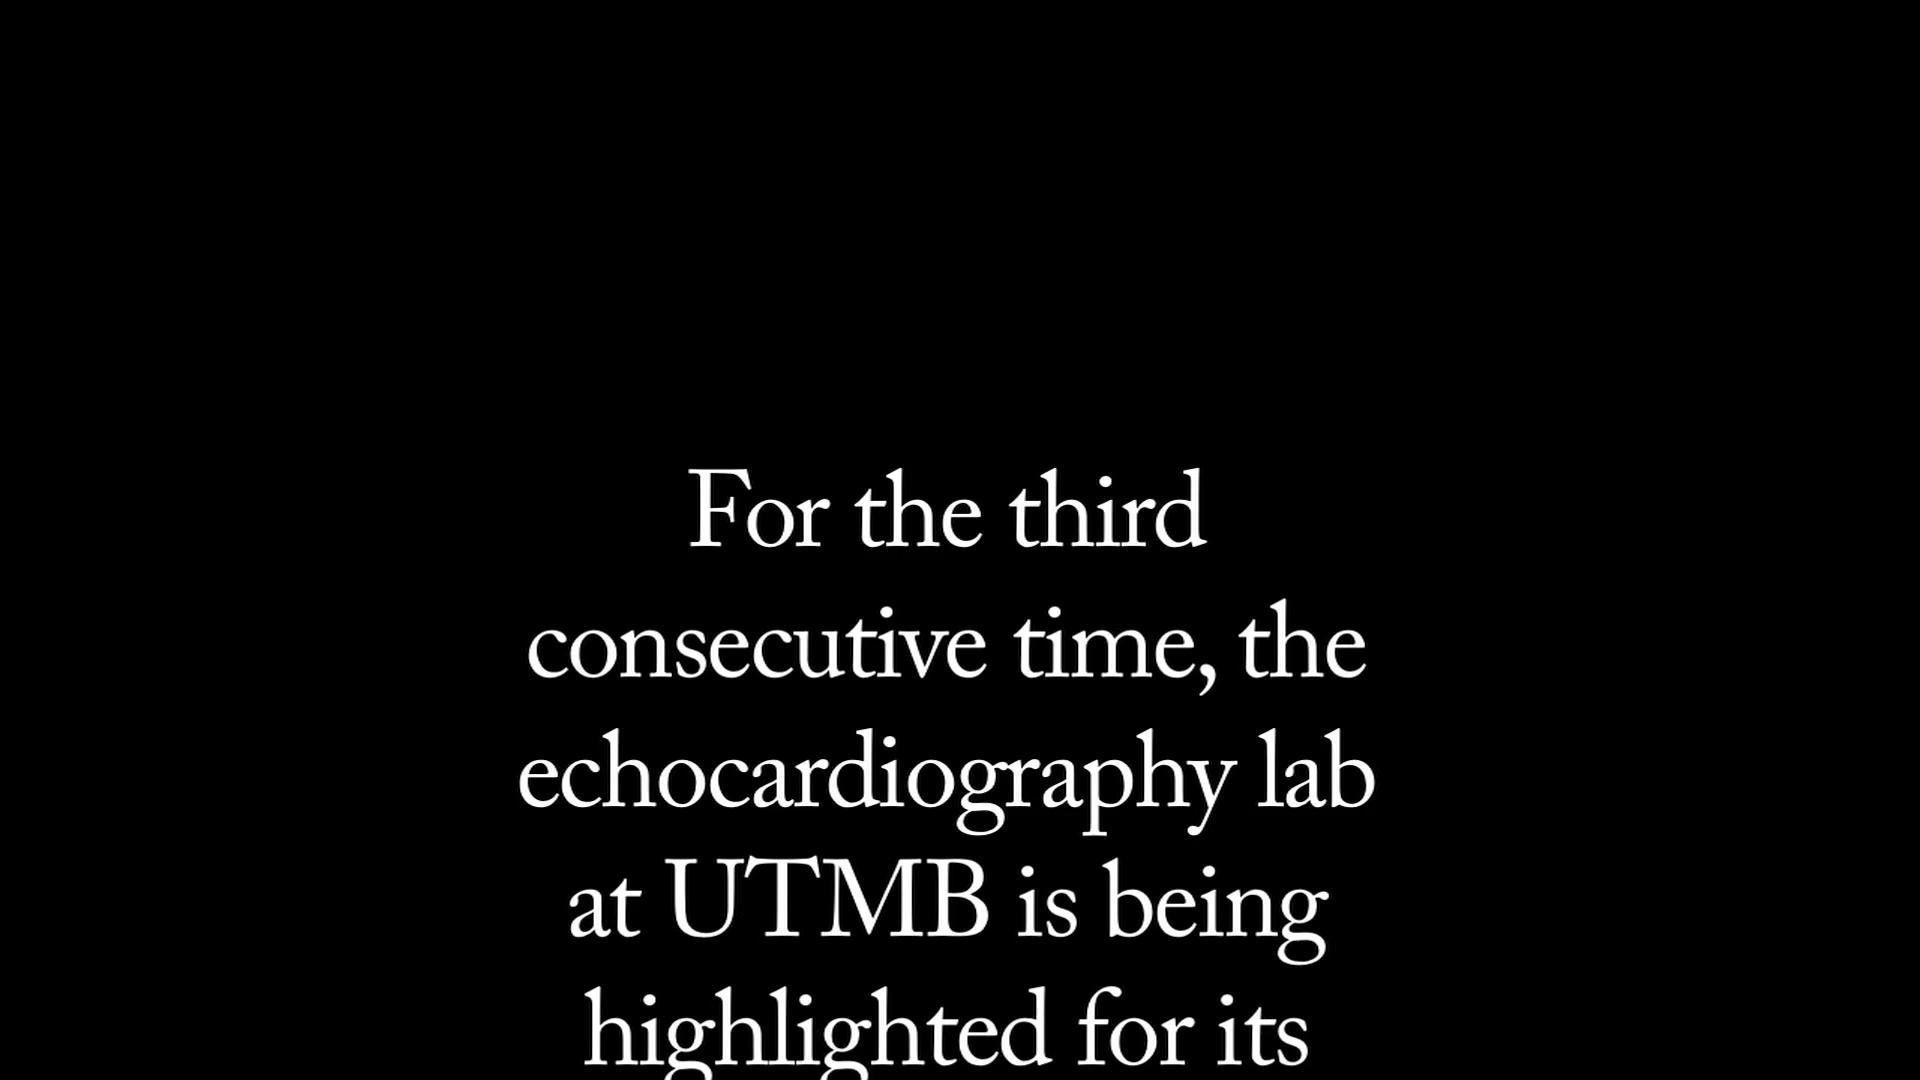 For the third
consecutive time, the
echocardiography lab
at UTMB is being
highlighted for its